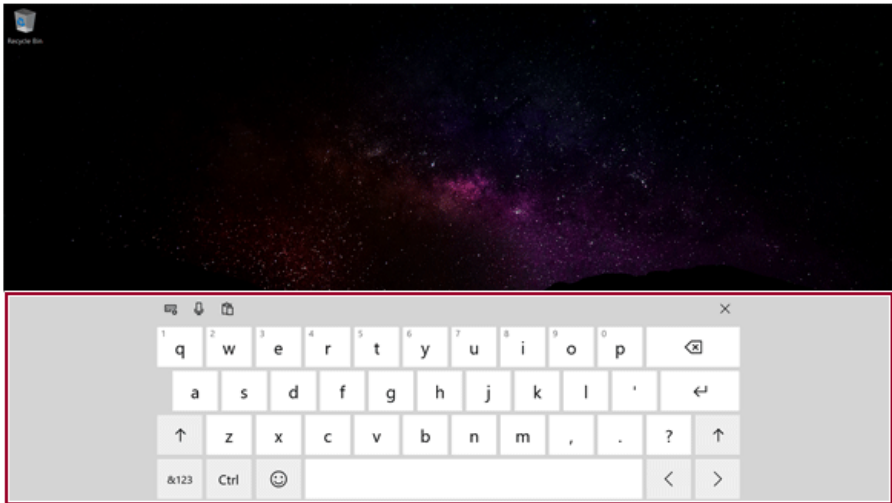 Recycle Bin
1 q 2 w 3 e 4 r 5 t 6 y 7 u 8 i 9 o 0 p
a s d f g h j k l '
z x c v b n m , . ?
&123 Ctrl < >